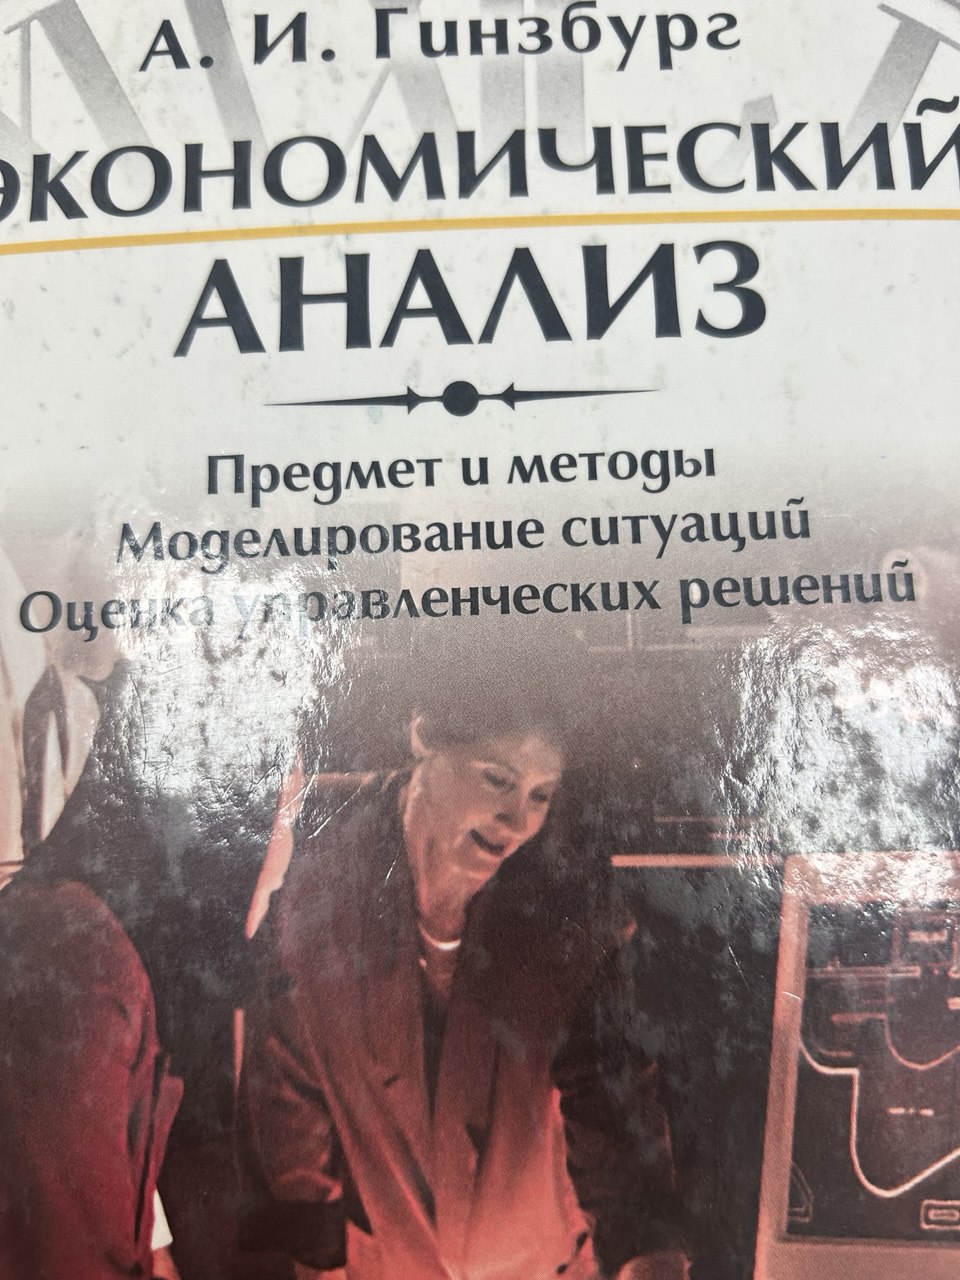 А. И. Гинзбург
ЭКОНОМИЧЕСКИЙ
АНАЛИЗ
Предмет и методы
Моделирование ситуаций
Оценка управленческих решений